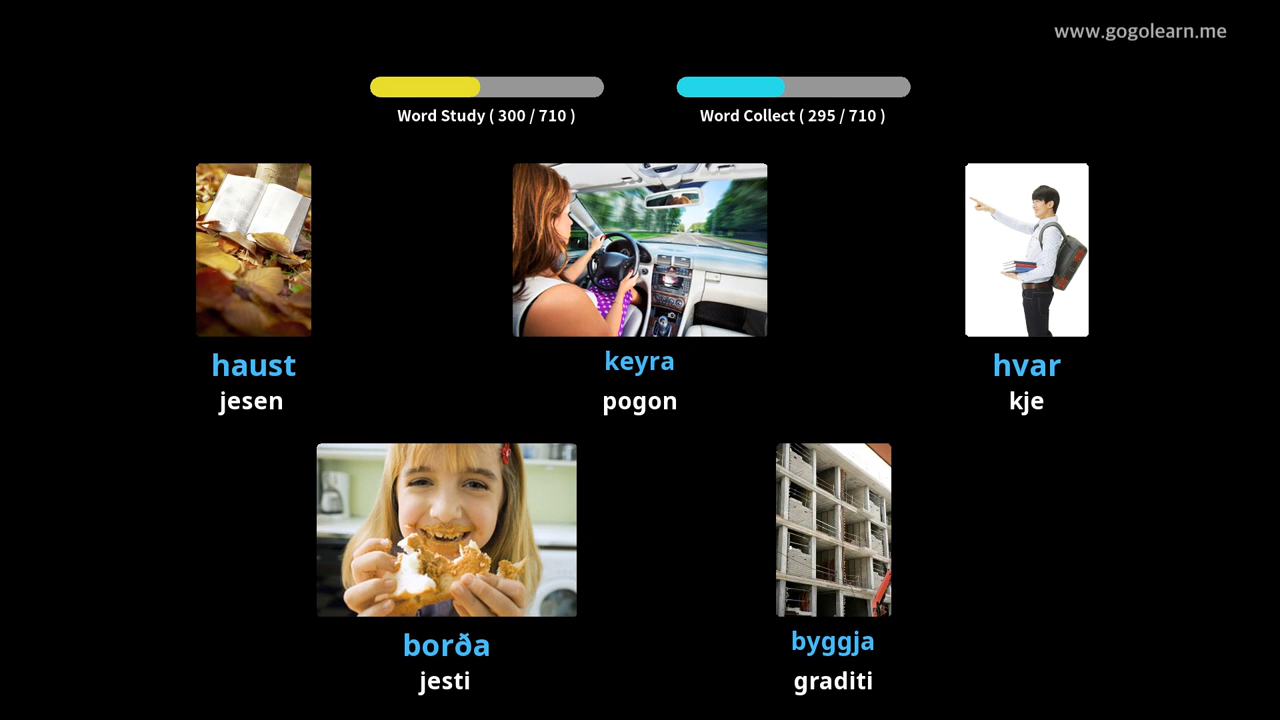 www.gogolearn.me
Word Study ( 300 / 710 )
Word Collect ( 295 / 710 )
haust
jesen
keyra
pogon
hvar
kje
borða
jesti
byggja
graditi